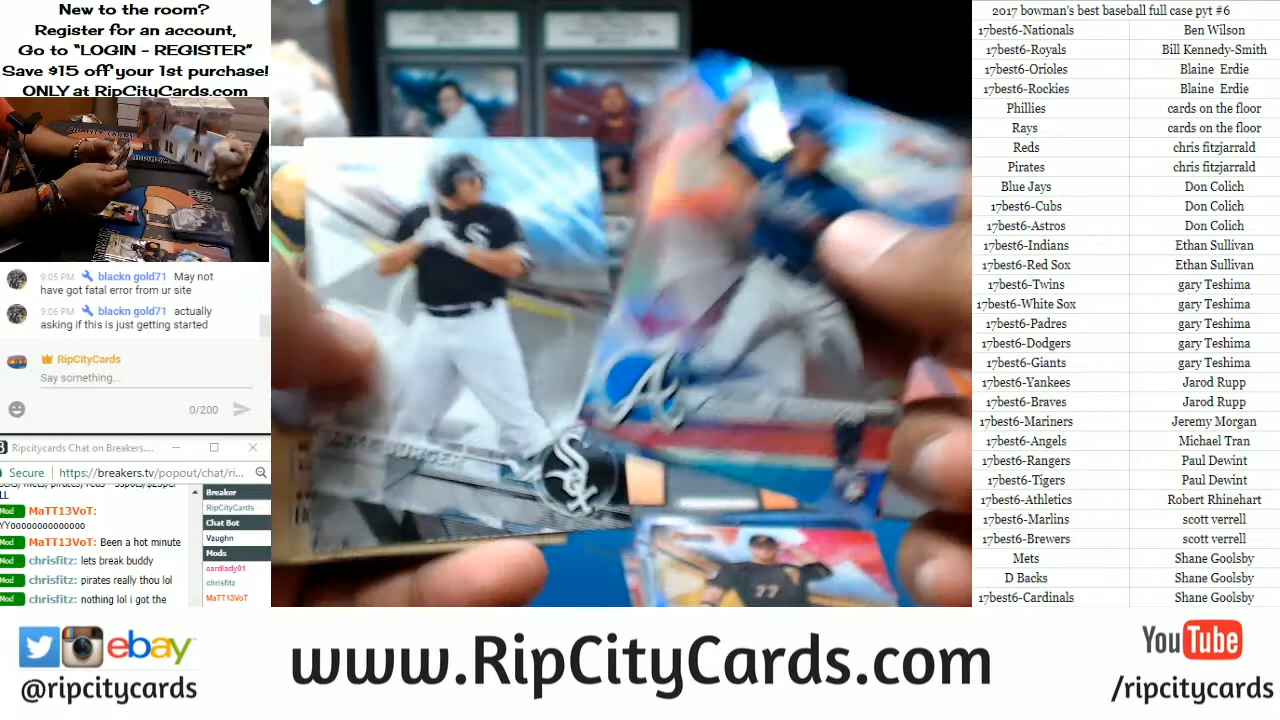 New to the room?
Register for an account,
Go to "LOGIN - REGISTER"
Save $15 off your 1st purchase!
ONLY at RipCityCards.com
9:05 PM blackn gold71 May not
have got fatal error from ur site
9:06 PM blackn gold71 actually
asking if this is just getting started
RipCityCards
Say something...
0/200
Ripcitycards Chat on Breakers....
Secure https://breakers.tv/popout/chat/ri...
LL
Mod MaTT13VoT:
YYooooooooooooo
Mod MaTT13VoT: Been a hot minute
Mod chrisfitz: lets break buddy
Mod chrisfitz: pirates really thou lol
Mod chrisfitz: nothing lol i got the
Breaker
RipCityCards
Chat Bot
Vaughn
Mods
cardlady01
chrisfitz
MaTT13VoT
77
2017 bowman's best baseball full case pyt #6
17best6-Nationals Ben Wilson
17best6-Royals Bill Kennedy-Smith
17best6-Orioles Blaine Erdie
17best6-Rockies Blaine Erdie
Phillies cards on the floor
Rays cards on the floor
Reds chris fitzjarrald
Pirates chris fitzjarrald
Blue Jays Don Colich
17best6-Cubs Don Colich
17best6-Astros Don Colich
17best6-Indians Ethan Sullivan
17best6-Red Sox Ethan Sullivan
17best6-Twins gary Teshima
17best6-White Sox gary Teshima
17best6-Padres gary Teshima
17best6-Dodgers gary Teshima
17best6-Giants gary Teshima
17best6-Yankees Jarod Rupp
17best6-Braves Jarod Rupp
17best6-Mariners Jeremy Morgan
17best6-Angels Michael Tran
17best6-Rangers Paul Dewint
17best6-Tigers Paul Dewint
17best6-Athletics Robert Rhinehart
17best6-Marlins scott verrell
17best6-Brewers scott verrell
Mets Shane Goolsby
D Backs Shane Goolsby
17best6-Cardinals Shane Goolsby
ebay
@ripcitycards
www.RipCityCards.com
YouTube
/ripcitycards